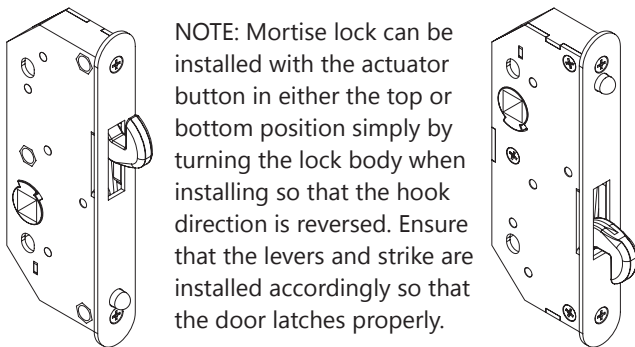 NOTE: Mortise lock can be
installed with the actuator
button in either the top or
bottom position simply by
turning the lock body when
installing so that the hook
direction is reversed. Ensure
that the levers and strike are
installed accordingly so that
the door latches properly.